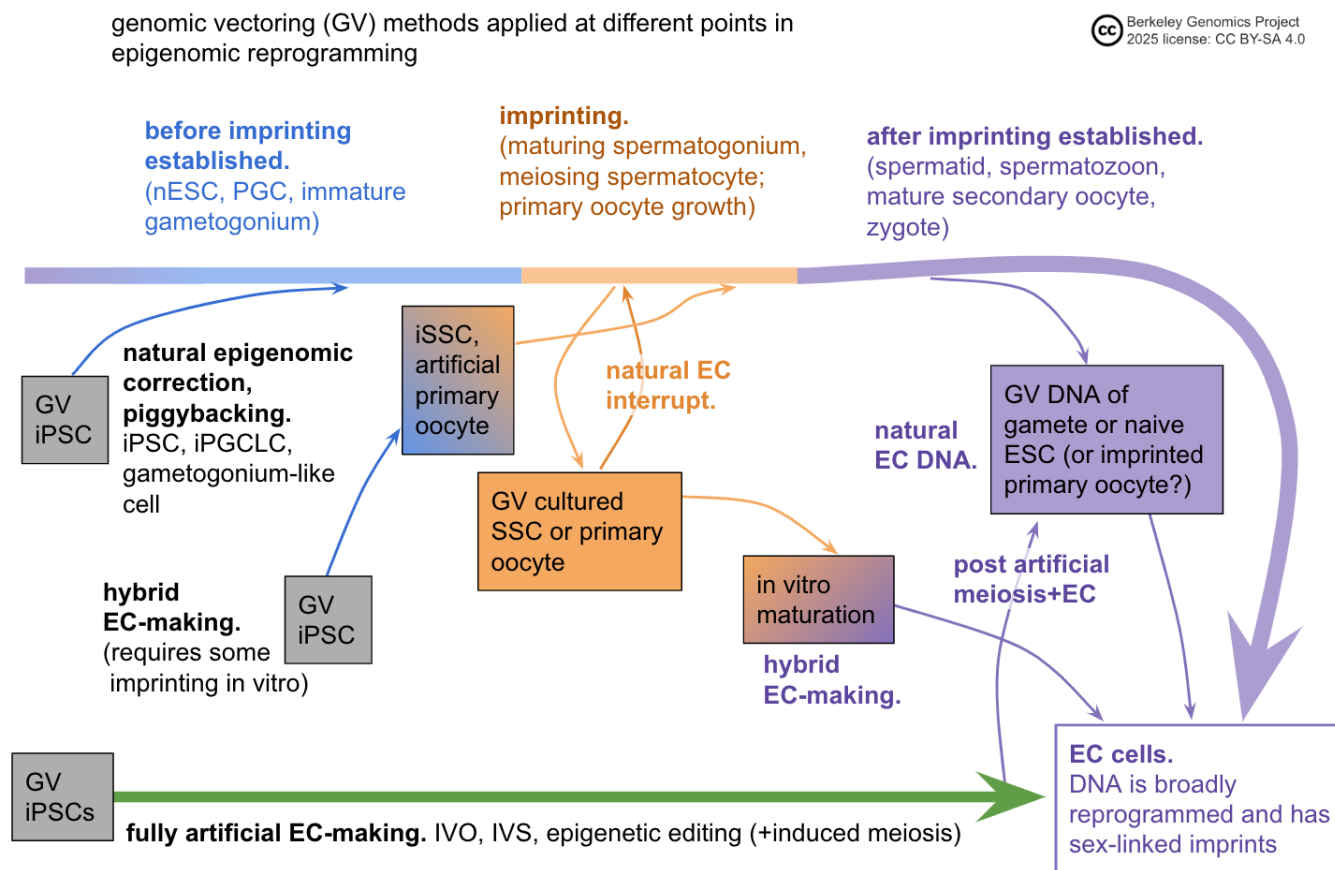 genomic vectoring (GV) methods applied at different points in
epigenomic reprogramming
cc
Berkeley Genomics Project
2025 license: CC BY-SA 4.0
before imprinting
established.
(nESC, PGC, immature
gametogonium)
imprinting.
(maturing spermatogonium,
meiosing spermatocyte;
primary oocyte growth)
after imprinting established.
(spermatid, spermatozoon,
mature secondary oocyte,
zygote)
GV
iPSC
natural epigenomic
correction,
piggybacking.
iPSC, iPGCLC,
gametogonium-like
cell
iSSC,
artificial
primary
oocyte
natural EC
interrupt.
GV cultured
SSC or primary
oocyte
natural
EC DNA.
GV DNA of
gamete or naive
ESC (or imprinted
primary oocyte?)
hybrid
EC-making.
(requires some
imprinting in vitro)
GV
iPSC
in vitro
maturation
hybrid
EC-making.
post artificial
meiosis+EC
GV
iPSCs
fully artificial EC-making. IVO, IVS, epigenetic editing (+induced meiosis)
EC cells.
DNA is broadly
reprogrammed and has
sex-linked imprints